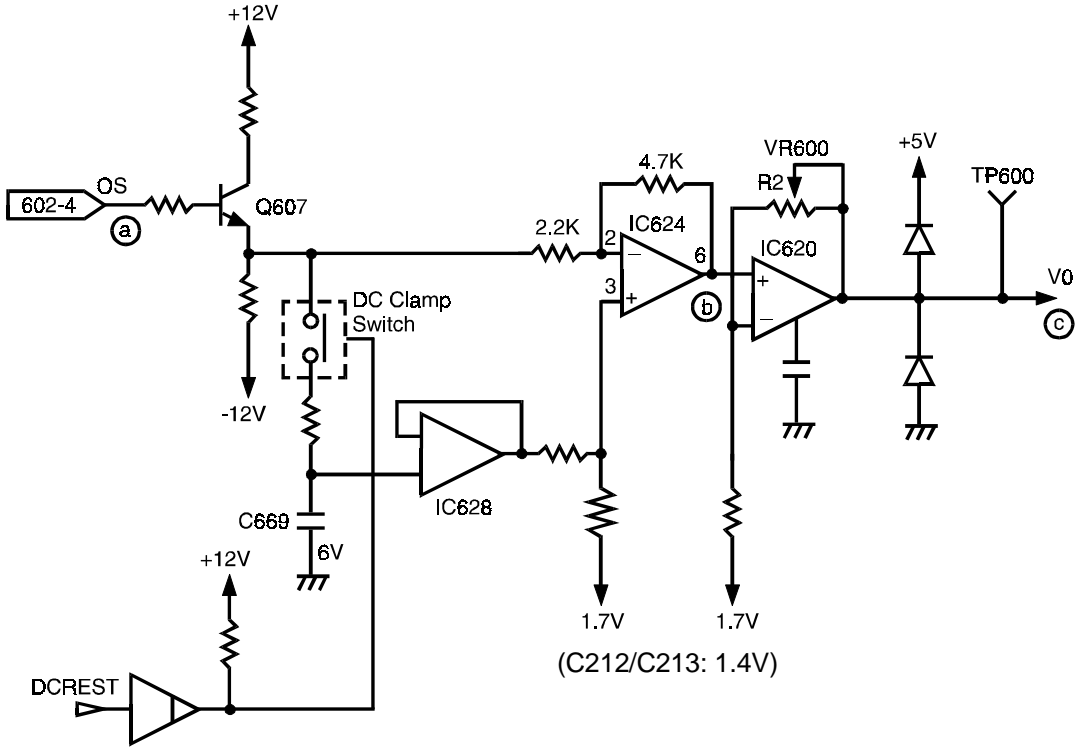 +12V
OS
602-4
a
Q607
2.2K
4.7K
IC624
2
−
6
3
+
b
VR600
R2
IC620
+
−
+5V
TP600
V0
c
DC Clamp
Switch
-12V
IC628
C669
6V
+12V
1.7V
1.7V
(C212/C213: 1.4V)
DCREST